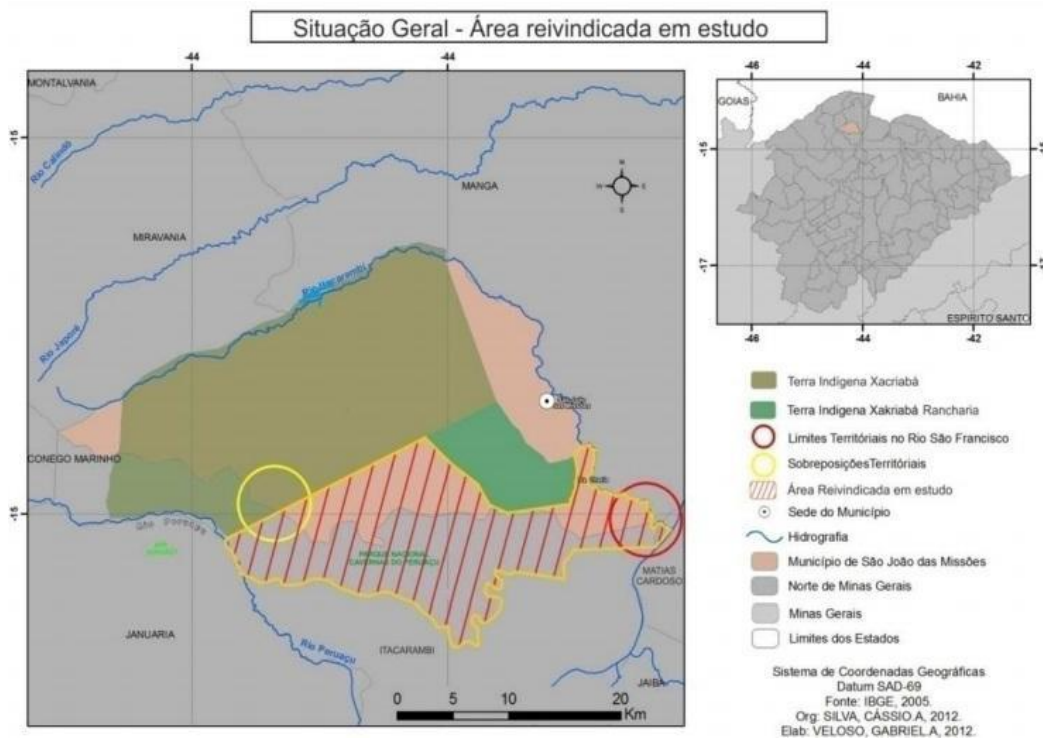 Situação Geral - Área reivindicada em estudo
-44
-44
MONTALVANIA
-15
Rio Calindó
MANGA
MIRAVANIA
Rio Itacarambi
Rio Japoré
CONEGO MARINHO
-15
Rio Peruaçu
PARQUE NACIONAL
CAVERNAS DO PERUAÇU
MATIAS
CARDOSO
JANUARIA
Rio Peruaçu
ITACARAMBI
JAIBA
0 5 10 20
Km
-46
-44
-42
GOIAS
BAHIA
-15
-15
-17
-17
ESPIRITO SANTO
-46
-44
-42
Terra Indígena Xacriabá
Terra Indígena Xakriabá Rancharia
Limites Territóriais no Rio São Francisco
SobreposiçõesTerritóriais
Área Reivindicada em estudo
Sede do Município
Hidrografia
Município de São João das Missões
Norte de Minas Gerais
Minas Gerais
Limites dos Estados
Sistema de Coordenadas Geográficas
Datum SAD-69
Fonte: IBGE, 2005.
Org: SILVA, CÁSSIO.A, 2012.
Elab: VELOSO, GABRIEL.A, 2012.